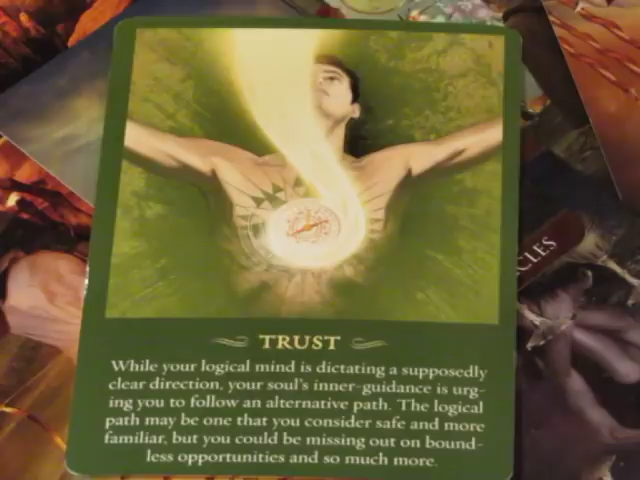 TRUST
While your logical mind is dictating a supposedly
clear direction, your soul's inner-guidance is urg-
ing you to follow an alternative path. The logical
path may be one that you consider safe and more
familiar, but you could be missing out on bound-
less opportunities and so much more.
CLES